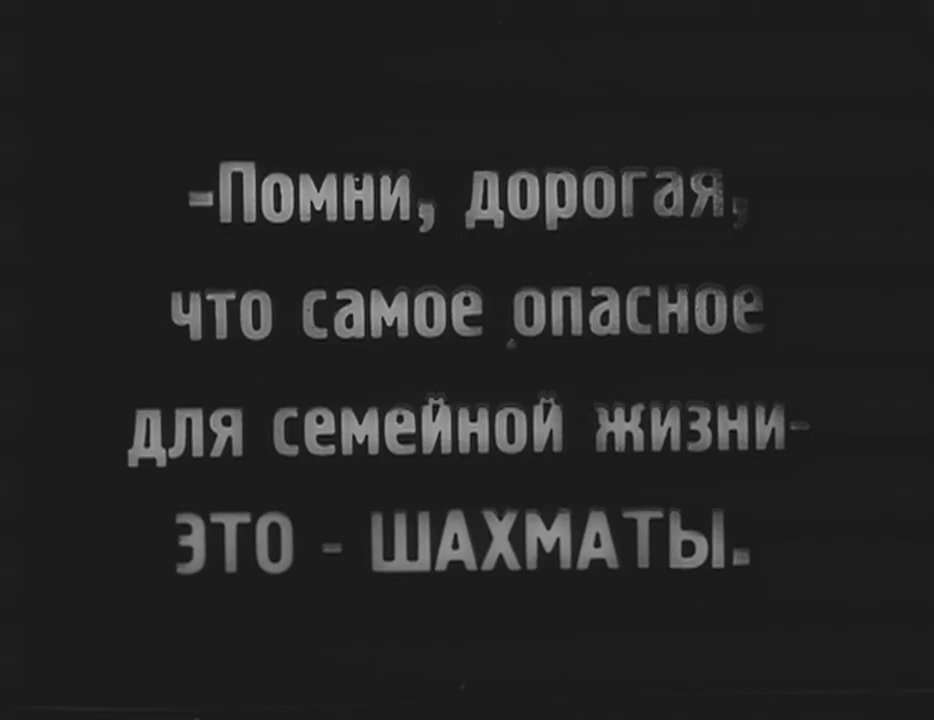 -Помни, дорогая,
что самое опасное
для семейной жизни-
ЭТО - ШАХМАТЫ.